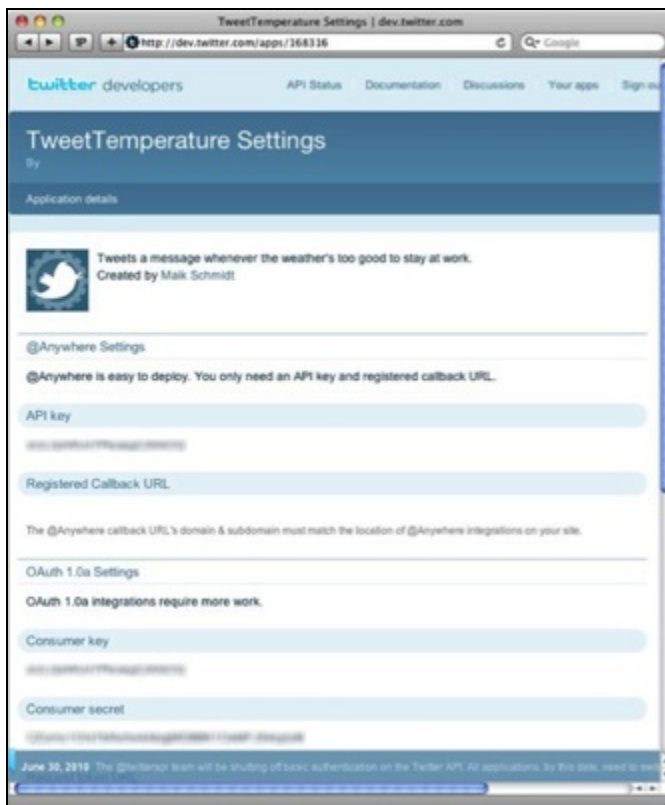 TweetTemperature Settings | dev.twitter.com
http://dev.twitter.com/apps/168316
Google
twitter developers
API Status Documentation Discussions Your apps Sign ou
TweetTemperature Settings
By
Application details
Tweets a message whenever the weather's too good to stay at work.
Created by Maik Schmidt
@Anywhere Settings
@Anywhere is easy to deploy. You only need an API key and registered callback URL.
API key
Registered Callback URL
The @Anywhere callback URL's domain & subdomain must match the location of @Anywhere integrations on your site.
OAuth 1.0a Settings
OAuth 1.0a integrations require more work.
Consumer key
Consumer secret
June 30, 2010 The @twitterapi team will be shutting off basic authentication on the Twitter API. All applications, by this date, need to swit